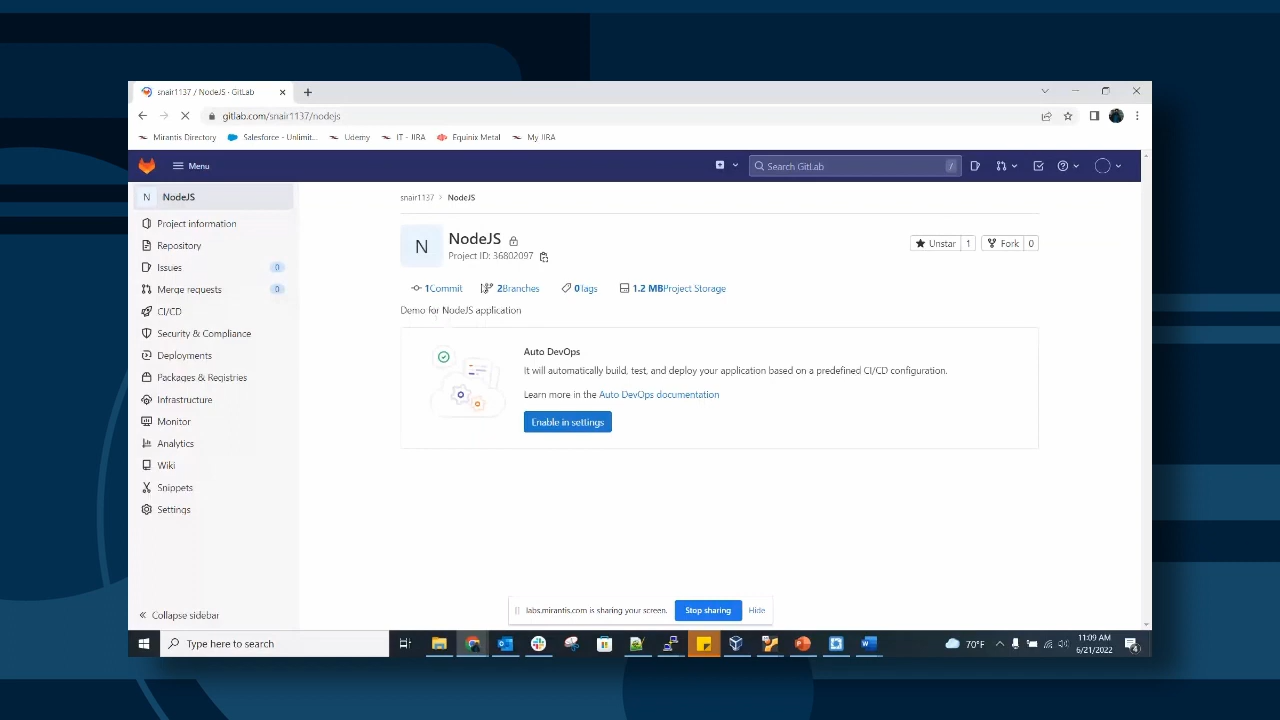 snair1137 / NodeJS · GitLab
gitlab.com/snair1137/nodejs
Mirantis Directory Salesforce - Unlimit... Udemy IT - JIRA Equinix Metal My JIRA
Menu Search GitLab /
N NodeJS
Project information
Repository
Issues 0
Merge requests 0
CI/CD
Security & Compliance
Deployments
Packages & Registries
Infrastructure
Monitor
Analytics
Wiki
Snippets
Settings
Collapse sidebar
snair1137 > NodeJS
N
NodeJS
Project ID: 36802097
Unstar 1 Fork 0
1 Commit 2 Branches 0 Tags 1.2 MB Project Storage
Demo for NodeJS application
Auto DevOps
It will automatically build, test, and deploy your application based on a predefined CI/CD configuration.
Learn more in the Auto DevOps documentation
Enable in settings
labs.mirantis.com is sharing your screen. Stop sharing Hide
Type here to search
70°F
11:09 AM
6/21/2022
4